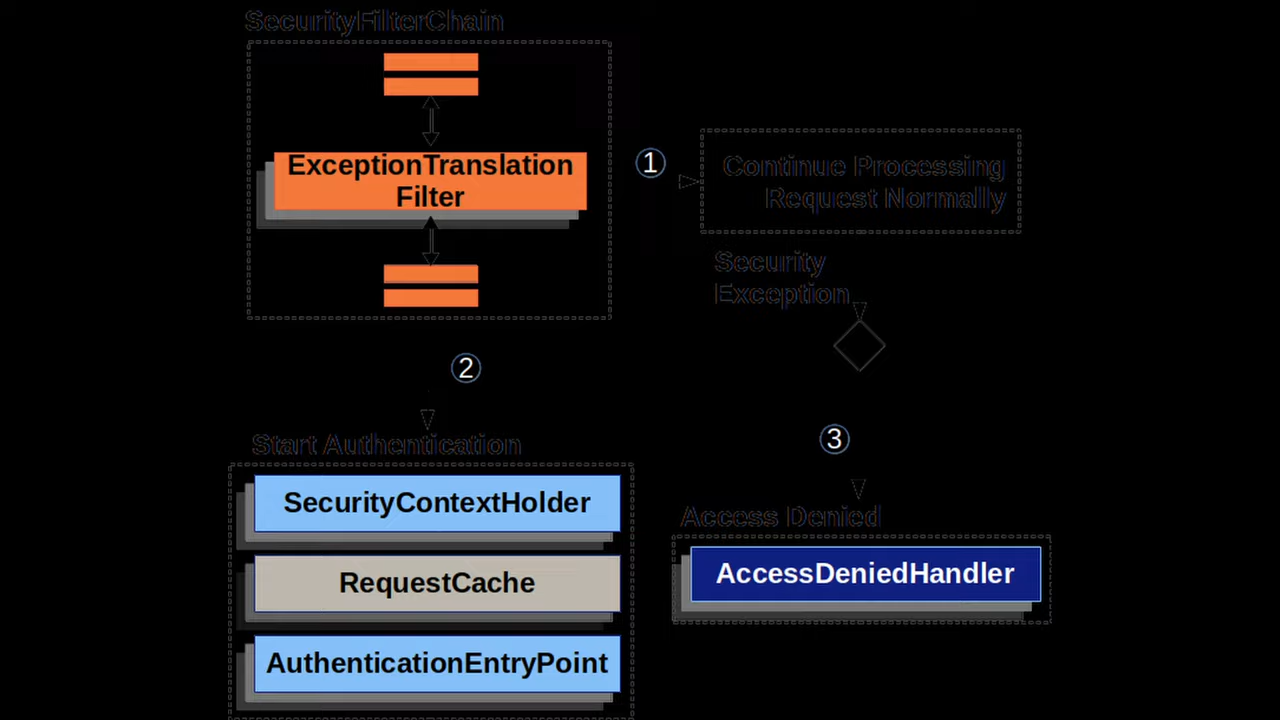 SecurityFilterChain
ExceptionTranslation
Filter
1
Continue Processing
Request Normally
Security
Exception
2
3
Start Authentication
SecurityContextHolder
RequestCache
AuthenticationEntryPoint
Access Denied
AccessDeniedHandler